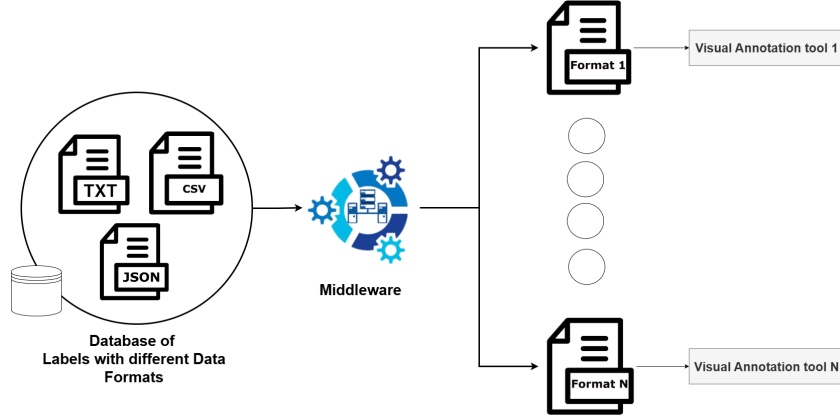 TXT
CSV
JSON
Database of
Labels with different Data
Formats
Middleware
Format 1
Visual Annotation tool 1
Format N
Visual Annotation tool N